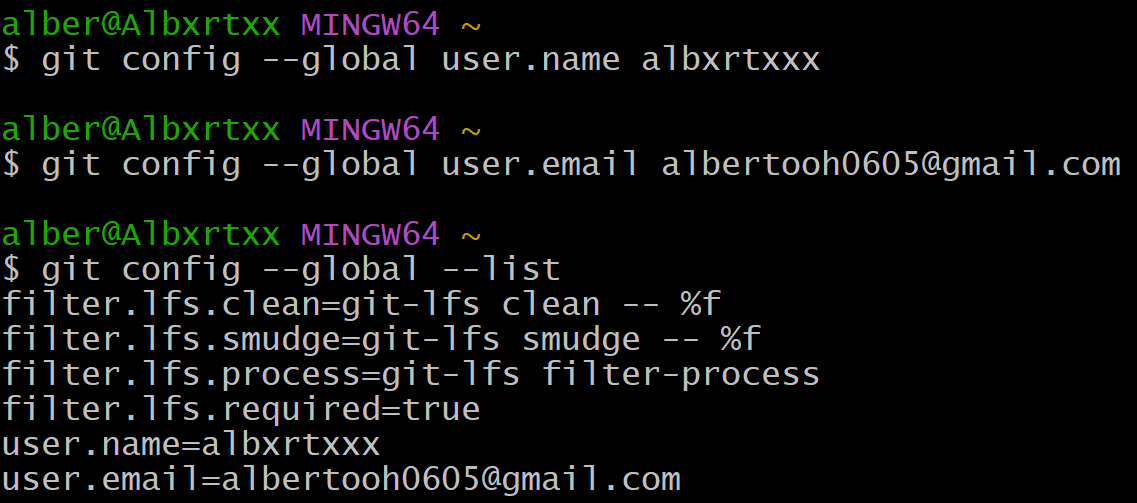 alber@Albxrtxx MINGW64 ~
$ git config --global user.name albxrtxxx
alber@Albxrtxx MINGW64 ~
$ git config --global user.email albertooh0605@gmail.com
alber@Albxrtxx MINGW64 ~
$ git config --global --list
filter.lfs.clean=git-lfs clean -- %f
filter.lfs.smudge=git-lfs smudge -- %f
filter.lfs.process=git-lfs filter-process
filter.lfs.required=true
user.name=albxrtxxx
user.email=albertooh0605@gmail.com